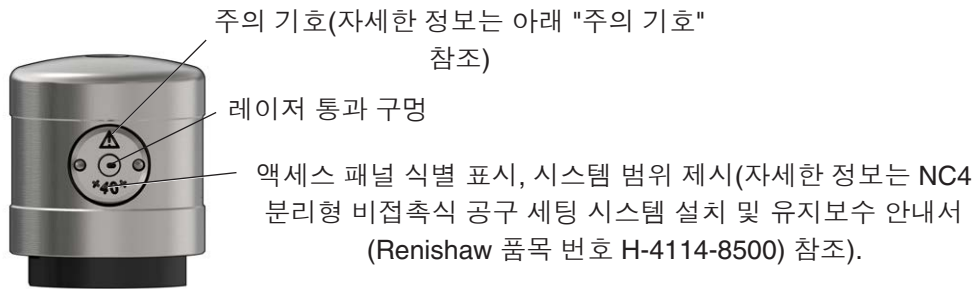 주의 기호(자세한 정보는 아래 "주의 기호"
참조)
레이저 통과 구멍
액세스 패널 식별 표시, 시스템 범위 제시(자세한 정보는 NC4
분리형 비접촉식 공구 세팅 시스템 설치 및 유지보수 안내서
(Renishaw 품목 번호 H-4114-8500) 참조).
*40*